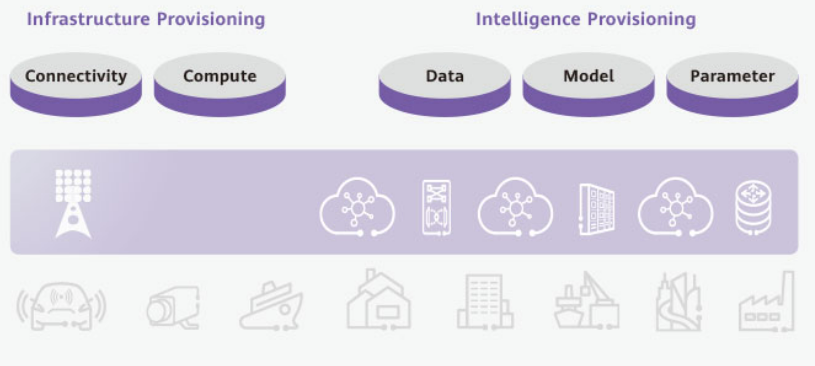 Infrastructure Provisioning
Intelligence Provisioning
Connectivity
Compute
Data
Model
Parameter